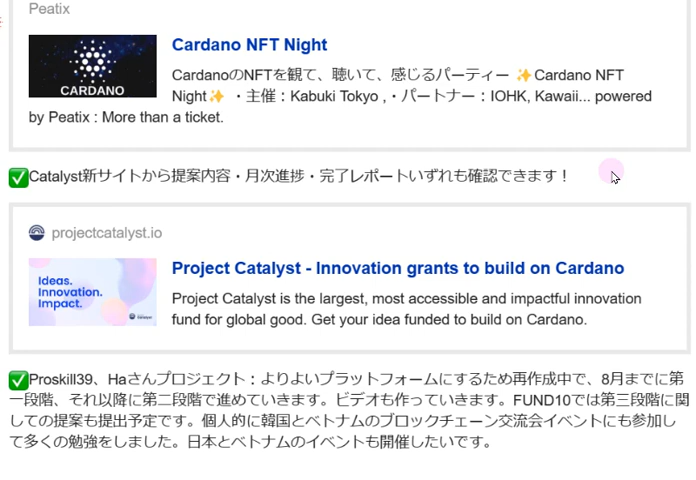 Peatix
Cardano NFT Night
CARDANO
CardanoのNFTを観て、聴いて、感じるパーティー ✨Cardano NFT
Night✨ ・主催：Kabuki Tokyo ,・パートナー：IOHK, Kawaii... powered
by Peatix : More than a ticket.
✅Catalyst新サイトから提案内容・月次進捗・完了レポートいずれも確認できます！
projectcatalyst.io
Ideas.
Innovation.
Impact.
Catalyst
Project Catalyst - Innovation grants to build on Cardano
Project Catalyst is the largest, most accessible and impactful innovation
fund for global good. Get your idea funded to build on Cardano.
✅Proskill39、Haさんプロジェクト：よりよいプラットフォームにするため再作成中で、8月までに第
一段階、それ以降に第二段階で進めていきます。ビデオも作っていきます。FUND10では第三段階に関
しての提案も提出予定です。個人的に韓国とベトナムのブロックチェーン交流会イベントにも参加し
て多くの勉強をしました。日本とベトナムのイベントも開催したいです。